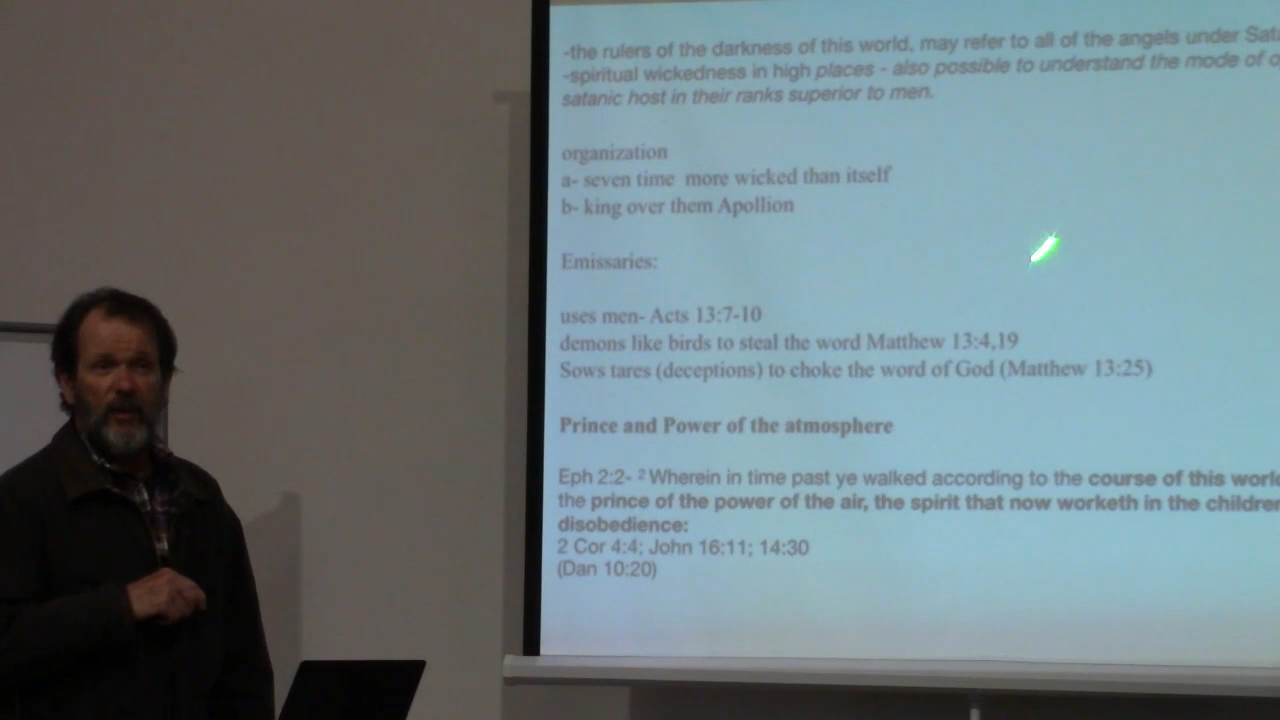 -the rulers of the darkness of this world, may refer to all of the angels under
-spiritual wickedness in high places - also possible to understand the mode of
satanic host in their ranks superior to men.
organization
a- seven time more wicked than itself
b- king over them Apollion
Emissaries:
uses men- Acts 13:7-10
demons like birds to steal the word Matthew 13:4,19
Sows tares (deceptions) to choke the word of God (Matthew 13:25)
Prince and Power of the atmosphere
Eph 2:2- ² Wherein in time past ye walked according to the course of this
the prince of the power of the air, the spirit that now worketh in the children
disobedience:
2 Cor 4:4; John 16:11; 14:30
(Dan 10:20)